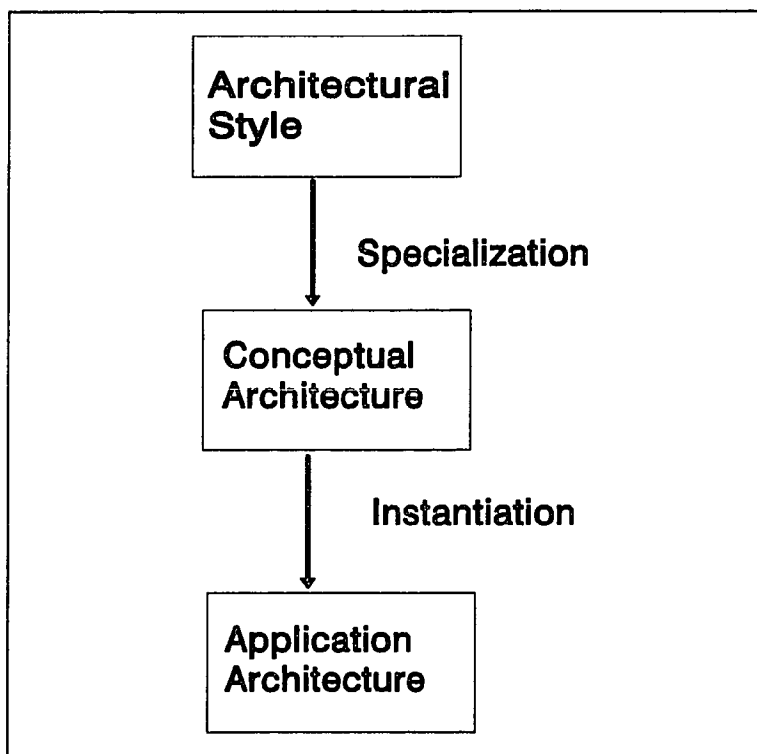 Architectural
Style
Specialization
Conceptual
Architecture
Instantiation
Application
Architecture